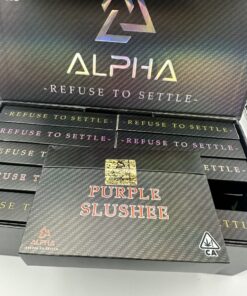 ALPHA
-REFUSE TO SETTLE-
REFUSE TO SETTLE-
REFUSE TO SETTLE-
REFUSE TO SETTLE-
REFUSE TO SETTLE-
PURPLE
SLUSHEE
ALPHA
REFUSE TO SETTLE
CA